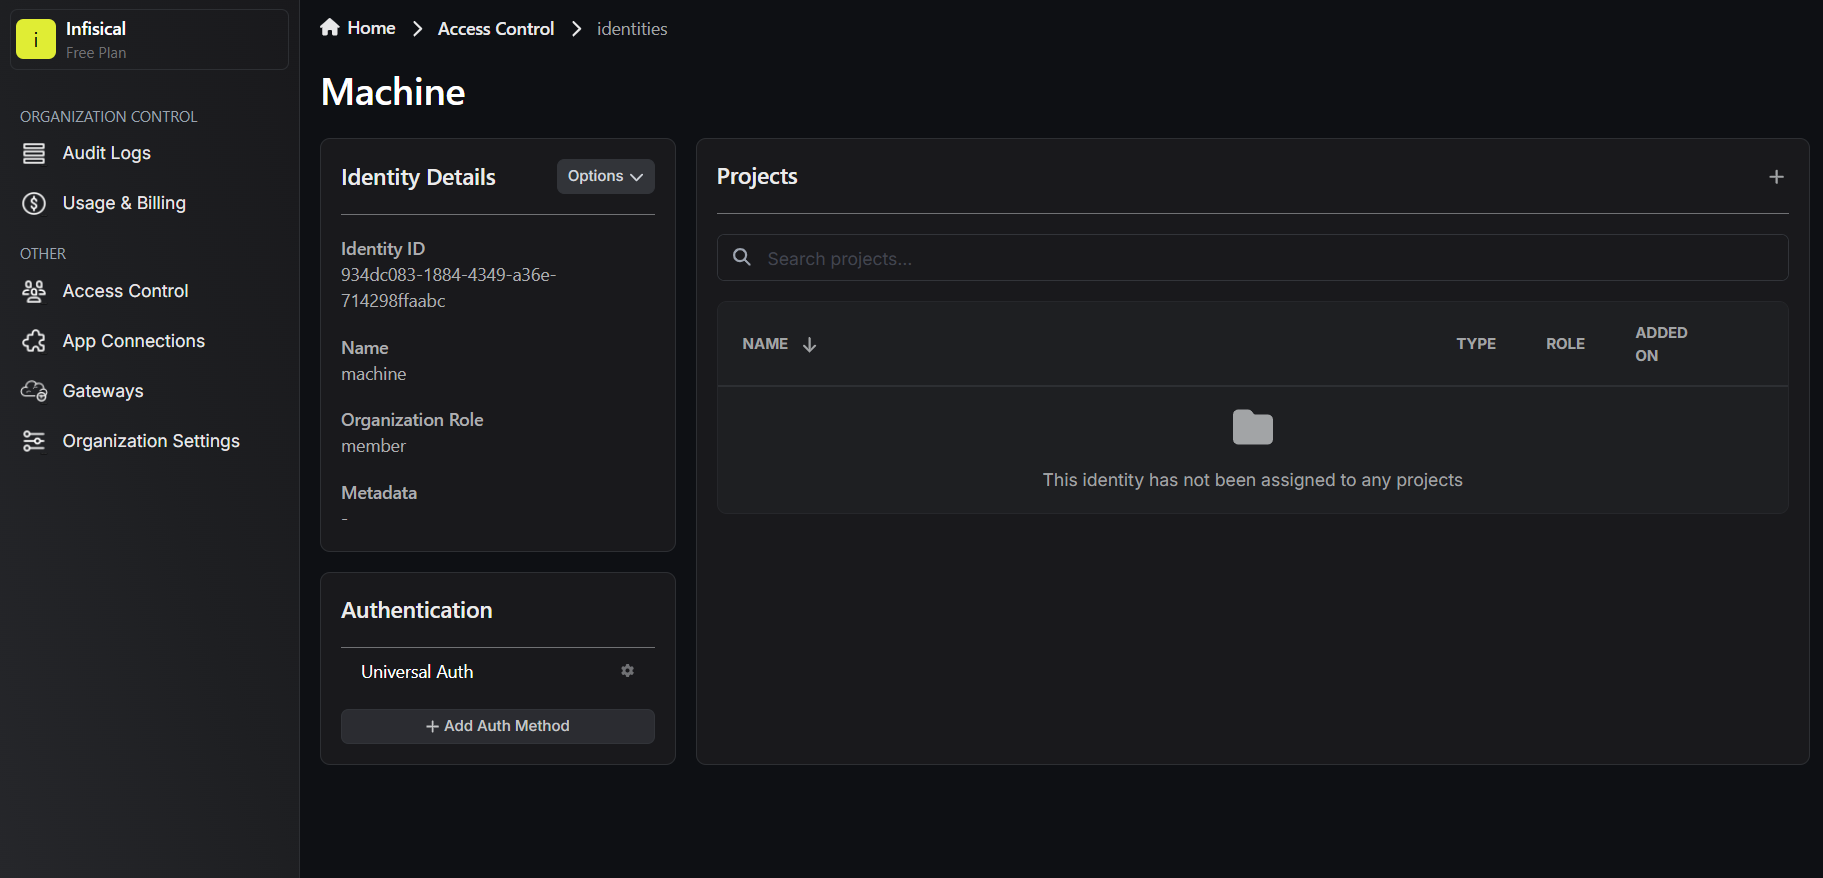 i
Infisical
Free Plan
ORGANIZATION CONTROL
Audit Logs
Usage & Billing
OTHER
Access Control
App Connections
Gateways
Organization Settings
Home
Access Control
identities
Machine
Identity Details
Options
Identity ID
934dc083-1884-4349-a36e-
714298ffaabc
Name
machine
Organization Role
member
Metadata
-
Authentication
Universal Auth
Add Auth Method
Projects
Search projects...
NAME
TYPE
ROLE
ADDED
ON
This identity has not been assigned to any projects